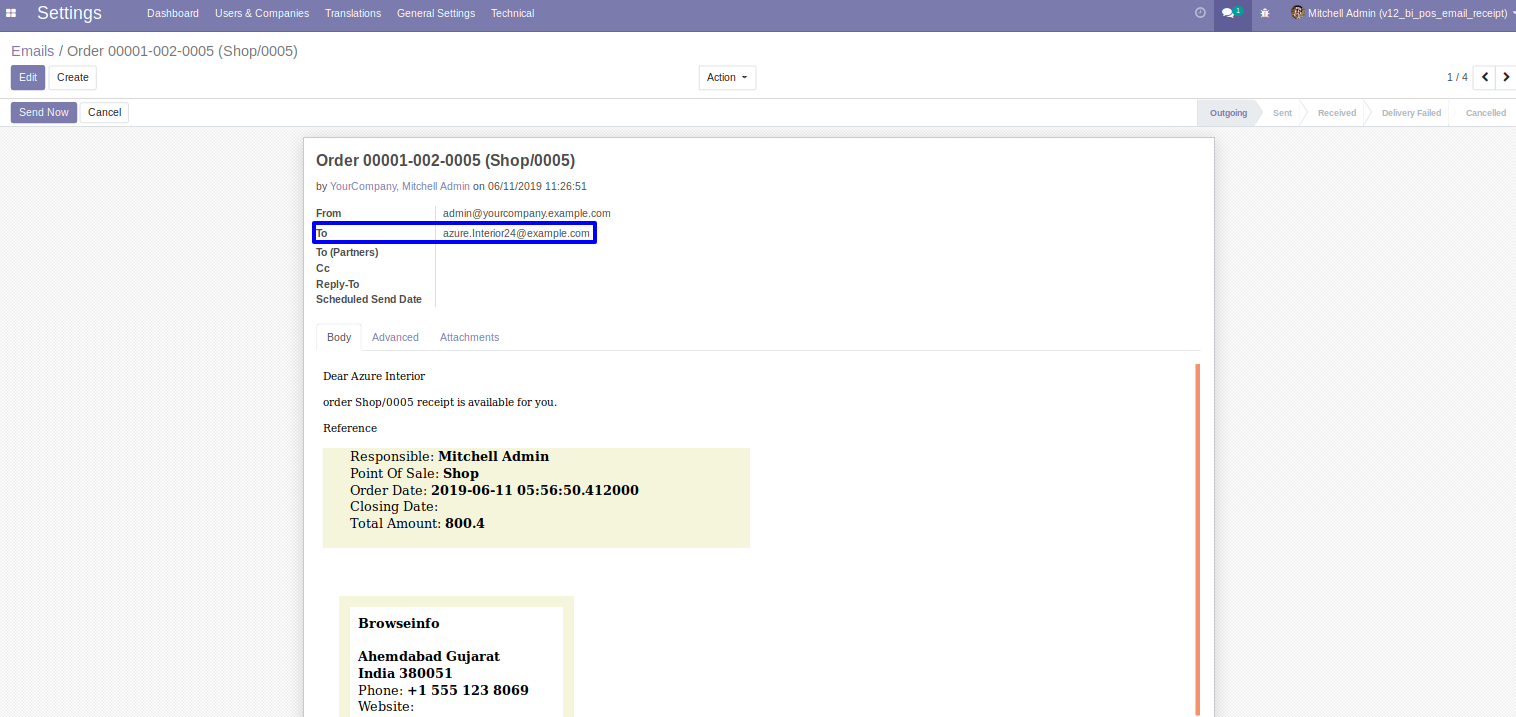 Settings Dashboard Users & Companies Translations General Settings Technical 1 Mitchell Admin (v12_bi_pos_email_receipt)
Emails / Order 00001-002-0005 (Shop/0005)
Edit Create Action 1 / 4
Send Now Cancel Outgoing Sent Received Delivery Failed Cancelled
Order 00001-002-0005 (Shop/0005)
by YourCompany, Mitchell Admin on 06/11/2019 11:26:51
From admin@yourcompany.example.com
To azure.Interior24@example.com
To (Partners)
Cc
Reply-To
Scheduled Send Date
Body Advanced Attachments
Dear Azure Interior
order Shop/0005 receipt is available for you.
Reference
Responsible: Mitchell Admin
Point Of Sale: Shop
Order Date: 2019-06-11 05:56:50.412000
Closing Date:
Total Amount: 800.4
Browseinfo
Ahemdabad Gujarat
India 380051
Phone: +1 555 123 8069
Website: